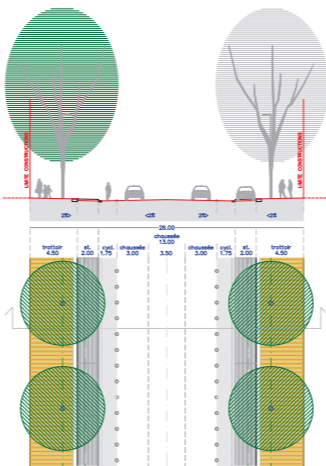 LIMITE CONSTRUCTIONS
LIMITE CONSTRUCTIONS
2% <2% 2% <2%
26.00
chaussée
13.00
trottoir st. cycl. chaussée chaussée cycl. st. trottoir
4.50 2.00 1.75 3.00 3.50 3.00 1.75 2.00 4.50